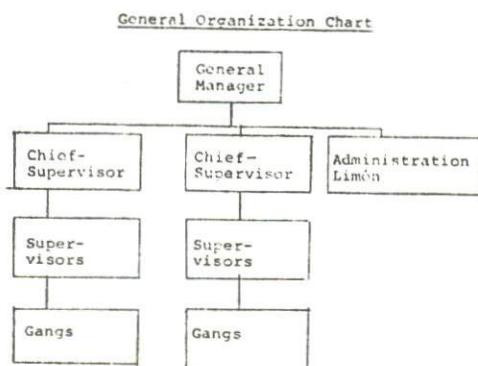 General Organization Chart
General
Manager
Chief-
Supervisor
Chief-
Supervisor
Administration
Limón
Super-
visors
Super-
visors
Gangs
Gangs